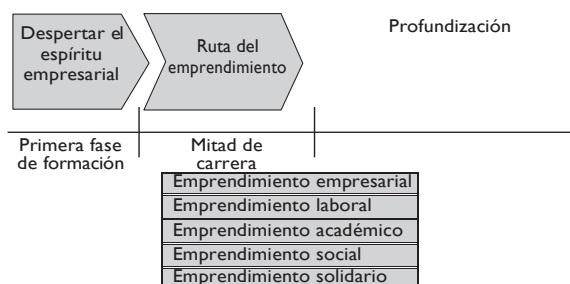 Despertar el
espíritu
empresarial
Ruta del
emprendimiento
Profundización
Primera fase
de formación
Mitad de
carrera
Emprendimiento empresarial
Emprendimiento laboral
Emprendimiento académico
Emprendimiento social
Emprendimiento solidario